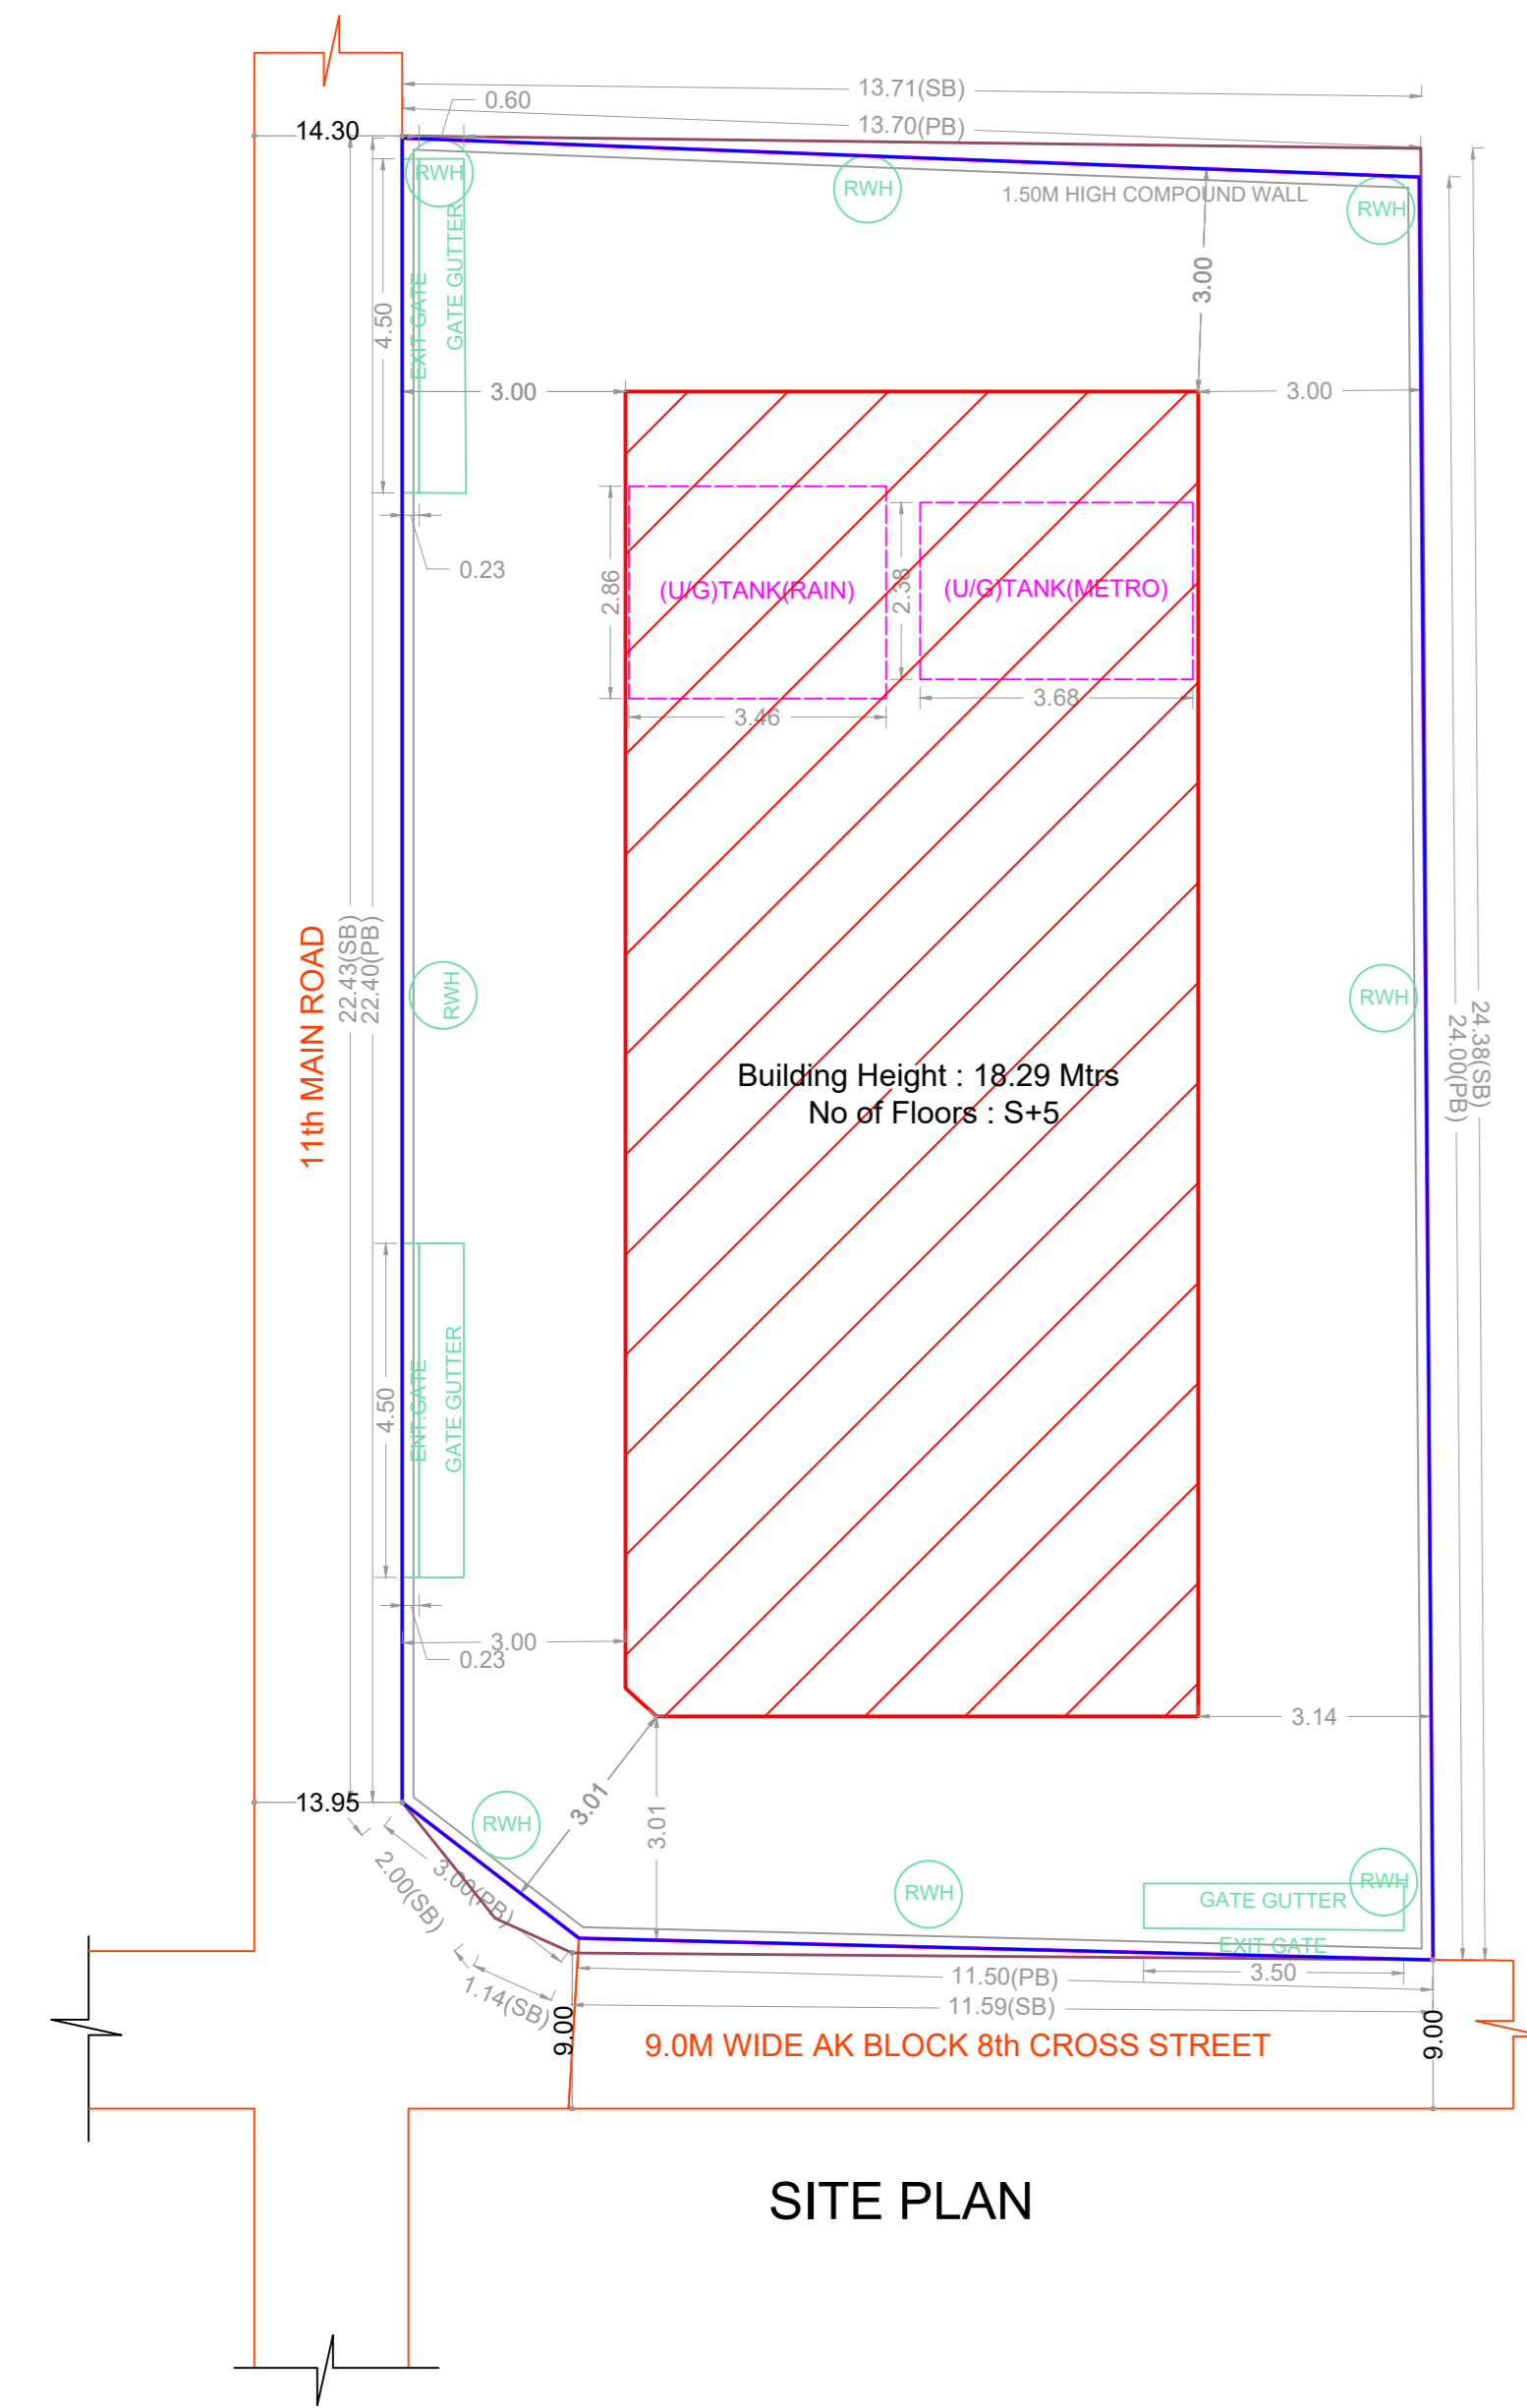 13.71(SB)
0.60
13.70(PB)
14.30
RWH
RWH
1.50M HIGH COMPOUND WALL
RWH
GATE GUTTER
EXIT GATE
4.50
3.00
3.00
3.00
0.23
2.86
(U/G)TANK(RAIN)
2.38
(U/G)TANK(METRO)
3.46
3.68
11th MAIN ROAD
22.43(SB)
22.40(PB)
RWH
RWH
24.38(SB)
24.00(PB)
Building Height : 18.29 Mtrs
No of Floors : S+5
4.50
ENT.GATE
GATE GUTTER
3.00
0.23
3.14
13.95
3.01
3.01
RWH
2.00(SB)
3.00(PB)
RWH
RWH
GATE GUTTER
EXIT GATE
1.14(SB)
11.50(PB)
3.50
11.59(SB)
9.00
9.0M WIDE AK BLOCK 8th CROSS STREET
9.00
SITE PLAN